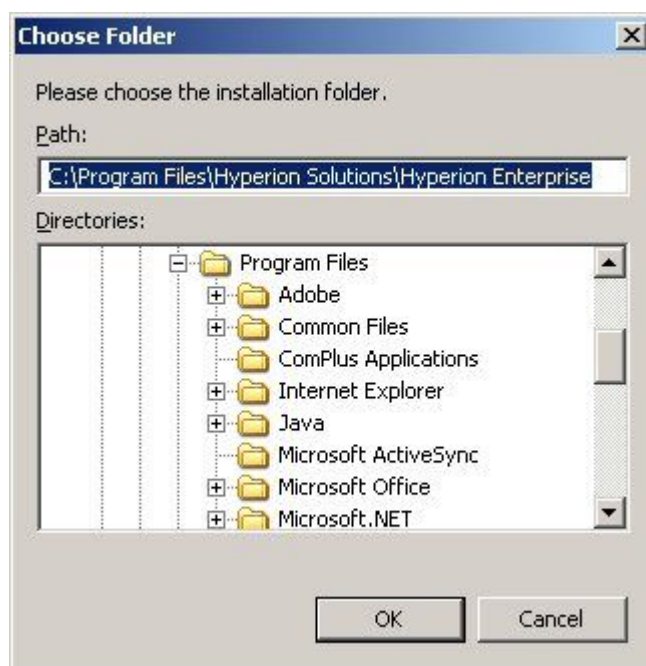 Choose Folder
Please choose the installation folder.
Path:
C:\Program Files\Hyperion Solutions\Hyperion Enterprise
Directories:
Program Files
Adobe
Common Files
ComPlus Applications
Internet Explorer
Java
Microsoft ActiveSync
Microsoft Office
Microsoft.NET
OK Cancel